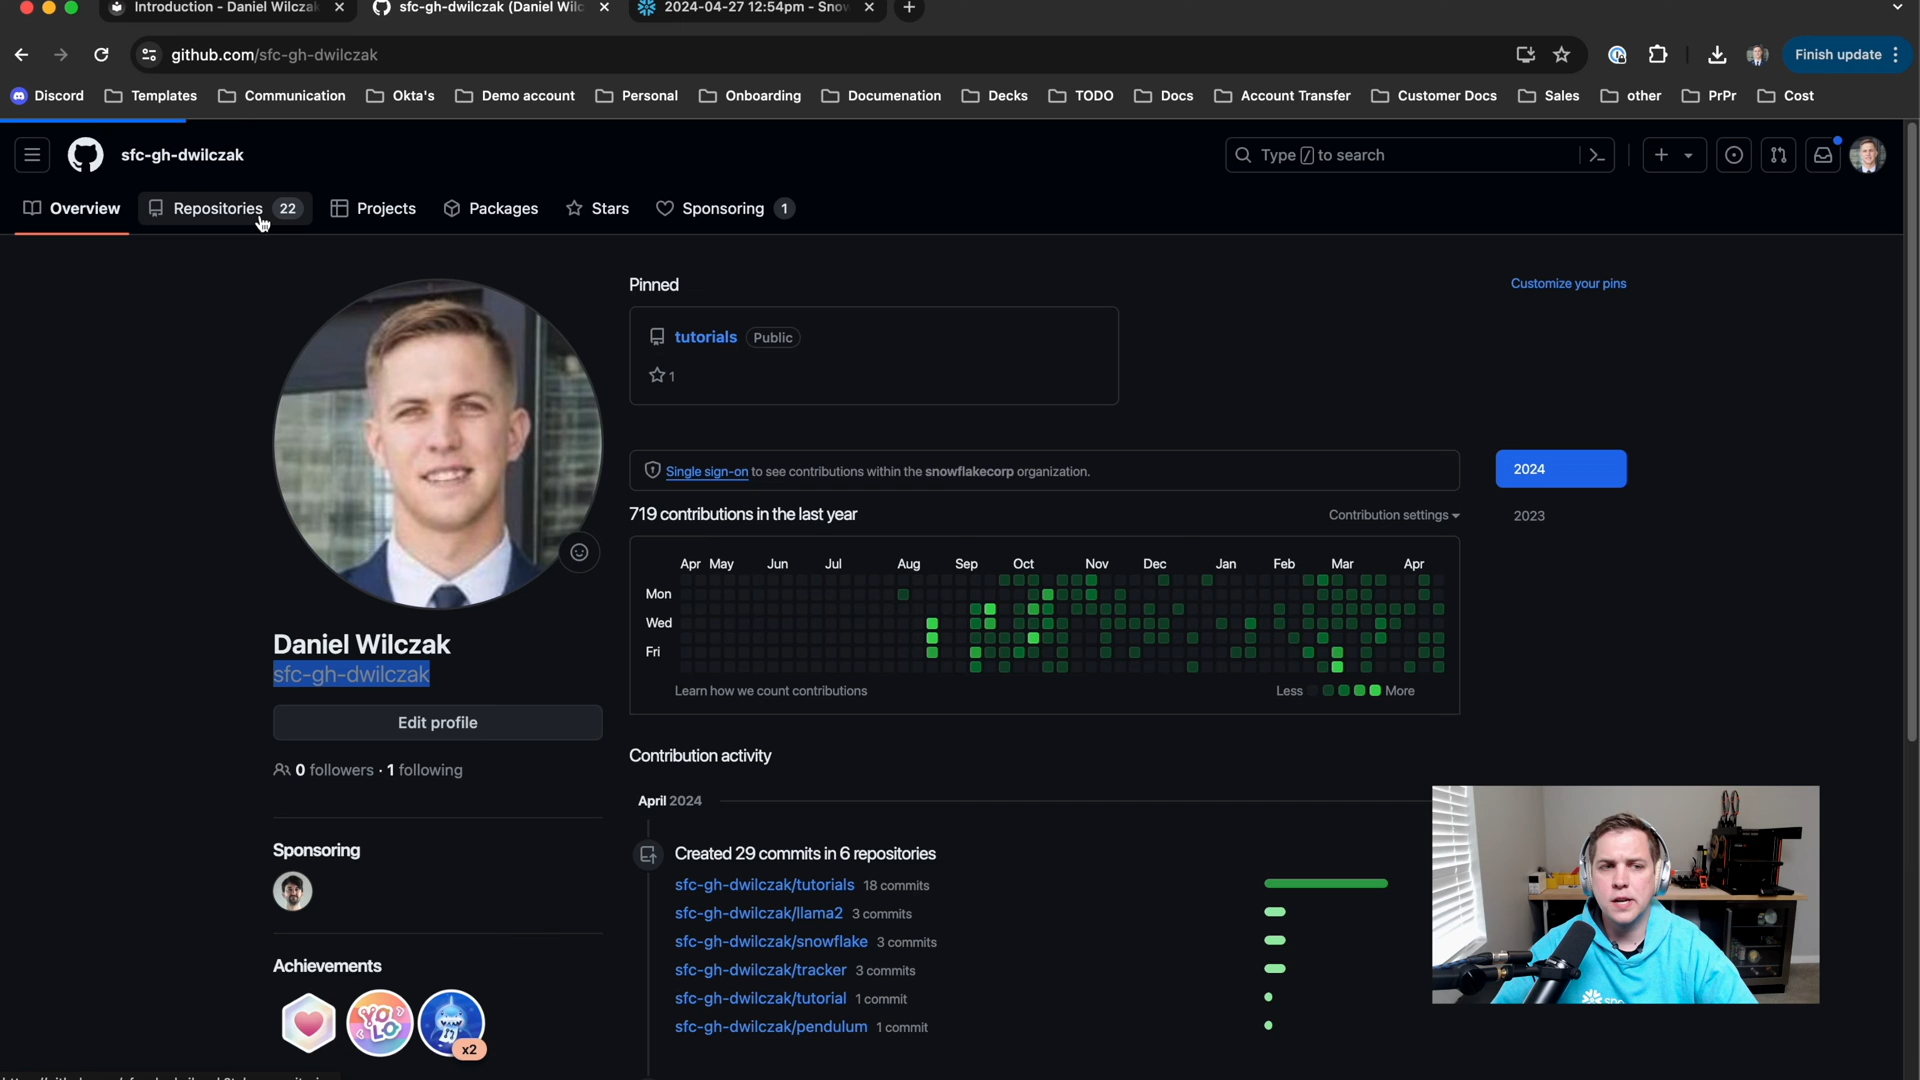 Introduction - Daniel Wilczak
sfc-gh-dwilczak (Daniel Wilc
2024-04-27 12:54pm - Snow
github.com/sfc-gh-dwilczak
Finish update
Discord
Templates
Communication
Okta's
Demo account
Personal
Onboarding
Documenation
Decks
TODO
Docs
Account Transfer
Customer Docs
Sales
other
PrPr
Cost
sfc-gh-dwilczak
Type / to search
Overview
Repositories 22
Projects
Packages
Stars
Sponsoring 1
Pinned
Customize your pins
tutorials Public
1
Single sign-on to see contributions within the snowflakecorp organization.
2024
2023
719 contributions in the last year
Contribution settings
Apr May Jun Jul Aug Sep Oct Nov Dec Jan Feb Mar Apr
Mon
Wed
Fri
Learn how we count contributions
Less More
Daniel Wilczak
sfc-gh-dwilczak
Edit profile
0 followers · 1 following
Contribution activity
April 2024
Created 29 commits in 6 repositories
sfc-gh-dwilczak/tutorials 18 commits
sfc-gh-dwilczak/llama2 3 commits
sfc-gh-dwilczak/snowflake 3 commits
sfc-gh-dwilczak/tracker 3 commits
sfc-gh-dwilczak/tutorial 1 commit
sfc-gh-dwilczak/pendulum 1 commit
Sponsoring
Achievements
YOLO
x2